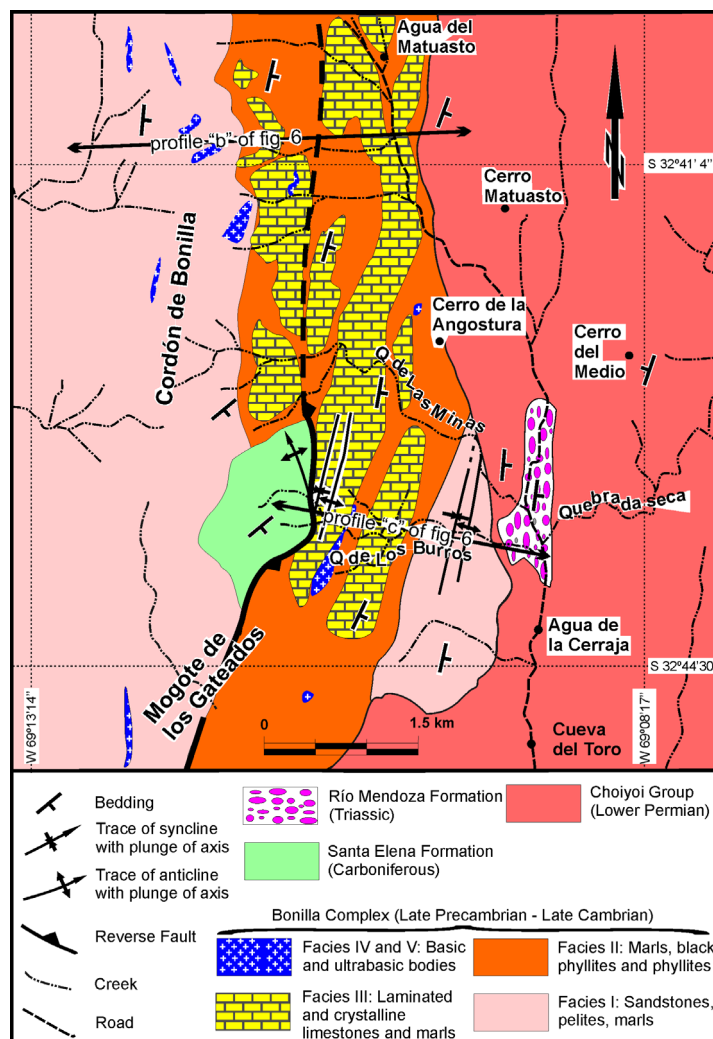 Agua del
Matuasto
profile “b” of fig 6
S 32º41' 4’’
Cerro
Matuasto
Cordón de Bonilla
Cerro de la
Angostura
Cerro
del
Medio
Q de Las Minas
Quebrada seca
profile “c” of fig 6
Q de Los Burros
Agua de
la Cerraja
Mogote de
los Gateados
S 32º44'30''
W 69º13'14’’
0 1.5 km
W 69º08'17’’
Cueva
del Toro
Bedding
Trace of syncline
with plunge of axis
Trace of anticline
with plunge of axis
Reverse Fault
Creek
Road
Río Mendoza Formation
(Triassic)
Choiyoi Group
(Lower Permian)
Santa Elena Formation
(Carboniferous)
Bonilla Complex (Late Precambrian - Late Cambrian)
Facies IV and V: Basic
and ultrabasic bodies
Facies II: Marls, black
phyllites and phyllites
Facies III: Laminated
and crystalline
limestones and marls
Facies I: Sandstones,
pelites, marls